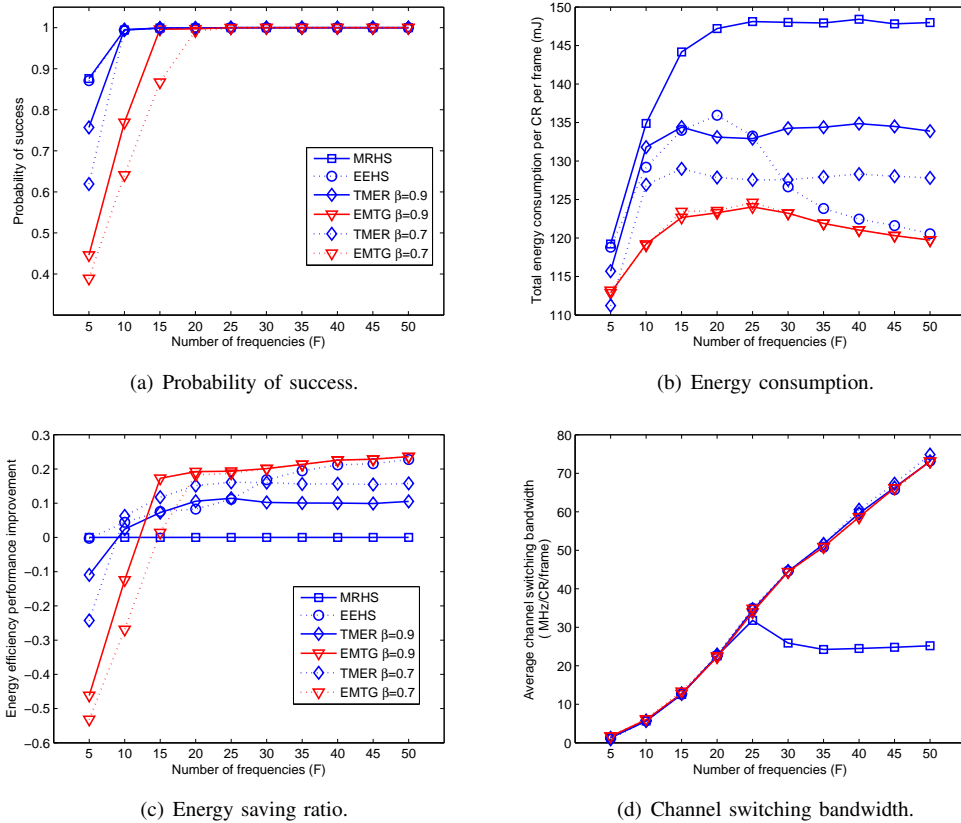 1
0.9
0.8
0.7
0.6
0.5
0.4
Probability of success
MRHS
EEHS
TMER β=0.9
EMTG β=0.9
TMER β=0.7
EMTG β=0.7
5 10 15 20 25 30 35 40 45 50
Number of frequencies (F)
(a) Probability of success.
150
145
140
135
130
125
120
115
110
Total energy consumption per CR per frame (mJ)
5 10 15 20 25 30 35 40 45 50
Number of frequencies (F)
(b) Energy consumption.
0.3
0.2
0.1
0
−0.1
−0.2
−0.3
−0.4
−0.5
−0.6
Energy efficiency performance improvement
MRHS
EEHS
TMER β=0.9
EMTG β=0.9
TMER β=0.7
EMTG β=0.7
5 10 15 20 25 30 35 40 45 50
Number of frequencies (F)
(c) Energy saving ratio.
80
70
60
50
40
30
20
10
0
Average channel switching bandwidth
( MHz/CR/frame)
5 10 15 20 25 30 35 40 45 50
Number of frequencies (F)
(d) Channel switching bandwidth.